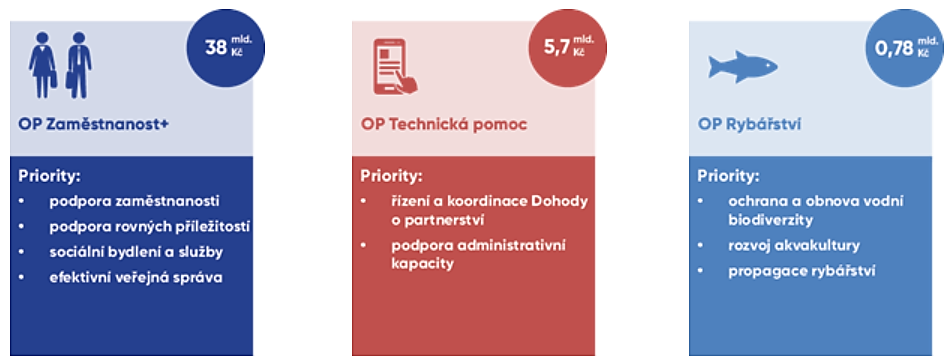 38 mld. Kč
OP Zaměstnanost+
Priority:
• podpora zaměstnanosti
• podpora rovných příležitostí
• sociální bydlení a služby
• efektivní veřejná správa
5,7 mld. Kč
OP Technická pomoc
Priority:
• řízení a koordinace Dohody
o partnerství
• podpora administrativní
kapacity
0,78 mld. Kč
OP Rybářství
Priority:
• ochrana a obnova vodní
biodiverzity
• rozvoj akvakultury
• propagace rybářství